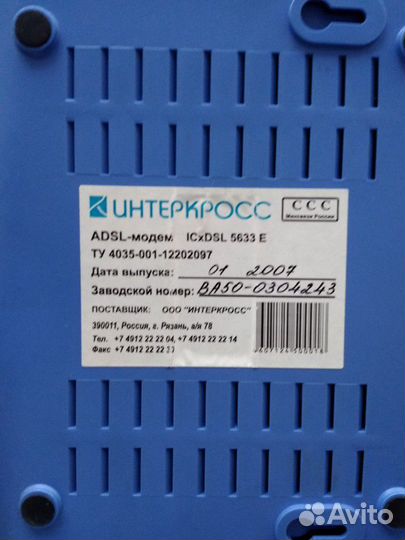 ИНТЕРКРОСС
ССС
Минсвязи России
ADSL-модем ICxDSL 5633 E
ТУ 4035-001-12202097
Дата выпуска: 01 2007
Заводской номер: BA50-0304243
ПОСТАВЩИК: ООО "ИНТЕРКРОСС"
390011, Россия, г. Рязань, а/я 78
Тел. +7 4912 22 22 04, +7 4912 22 22 14
Факс +7 4912 22 22 37
Avito